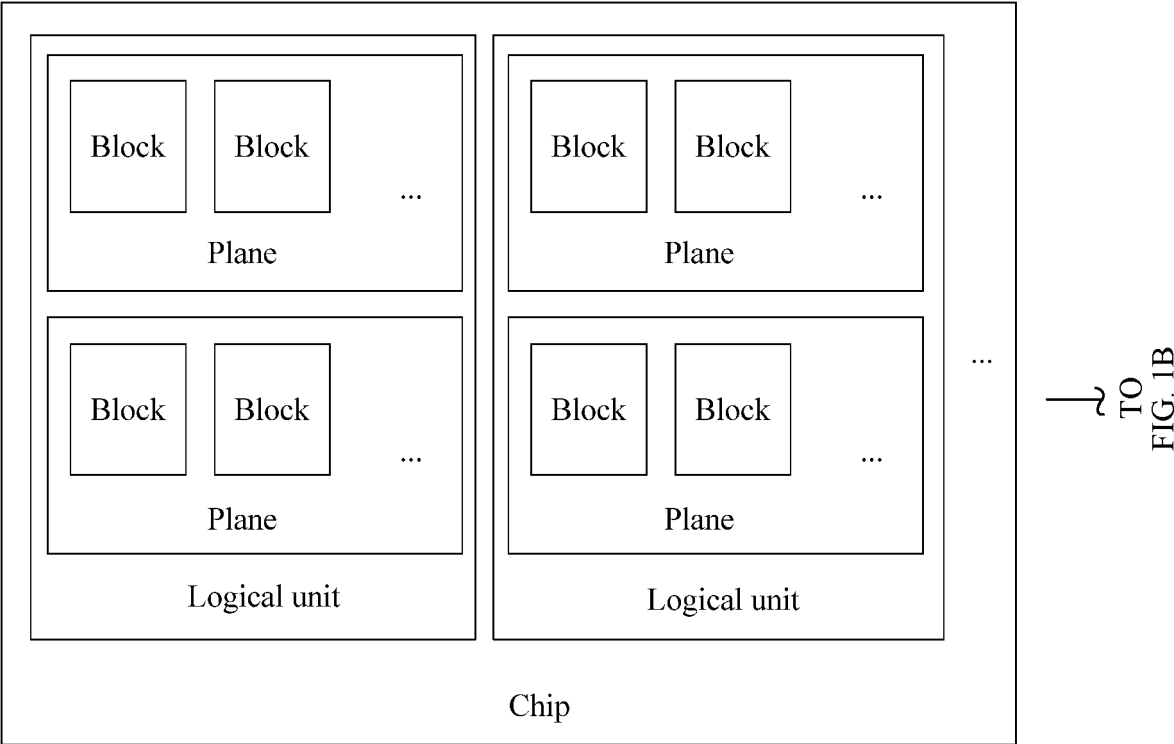 Block Block ... Block Block ...
Plane Plane
Block Block ... Block Block ...
Plane Plane
Logical unit Logical unit
...
Chip
TO
FIG. 1B